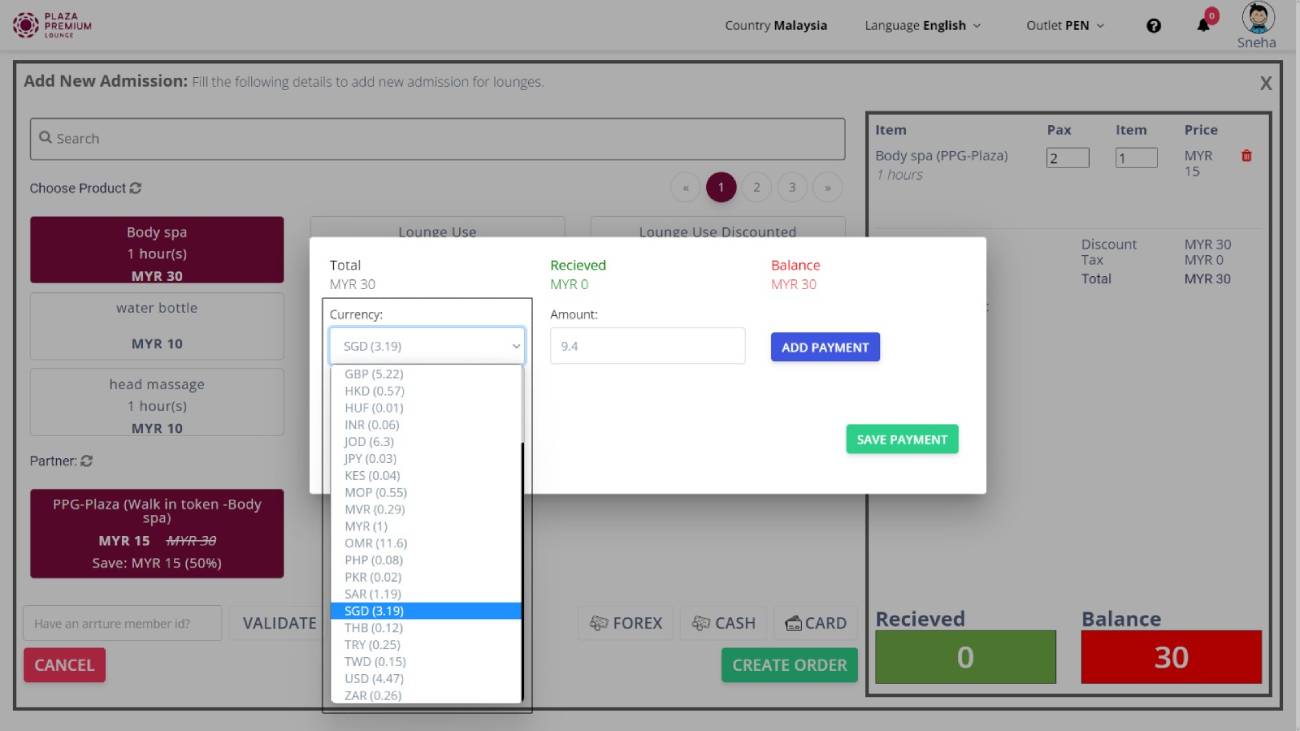 PLAZA
PREMIUM
LOUNGE
Country Malaysia
Language English
Outlet PEN
0
Sneha
Add New Admission: Fill the following details to add new admission for lounges.
X
Search
Choose Product
«
1
2
3
»
Body spa
1 hour(s)
MYR 30
Lounge Use
Lounge Use Discounted
water bottle
MYR 10
head massage
1 hour(s)
MYR 10
Partner:
PPG-Plaza (Walk in token -Body
spa)
MYR 15 MYR 30
Save: MYR 15 (50%)
Have an arrture member id?
VALIDATE
FOREX
CASH
CARD
CANCEL
CREATE ORDER
Total
MYR 30
Recieved
MYR 0
Balance
MYR 30
Currency:
SGD (3.19)
Amount:
9.4
ADD PAYMENT
GBP (5.22)
HKD (0.57)
HUF (0.01)
INR (0.06)
JOD (6.3)
JPY (0.03)
KES (0.04)
MOP (0.55)
MVR (0.29)
MYR (1)
OMR (11.6)
PHP (0.08)
PKR (0.02)
SAR (1.19)
SGD (3.19)
THB (0.12)
TRY (0.25)
TWD (0.15)
USD (4.47)
ZAR (0.26)
SAVE PAYMENT
Item Pax Item Price
Body spa (PPG-Plaza) 2 1 MYR
15
1 hours
Discount MYR 30
Tax MYR 0
Total MYR 30
Recieved
0
Balance
30